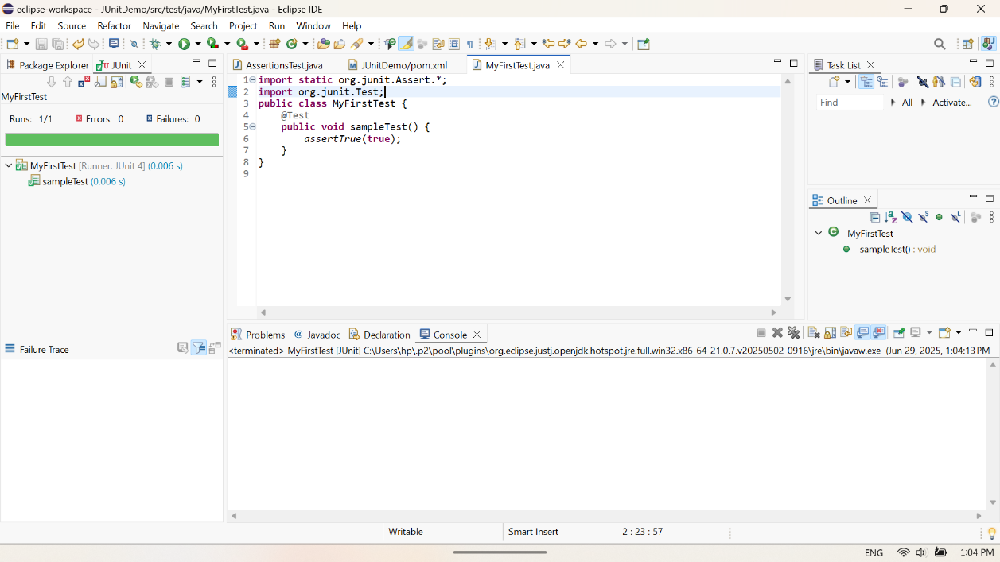 eclipse-workspace - JUnitDemo/src/test/java/MyFirstTest.java - Eclipse IDE
File Edit Source Refactor Navigate Search Project Run Window Help
Package Explorer JUnit
MyFirstTest
Runs: 1/1 Errors: 0 Failures: 0
MyFirstTest [Runner: JUnit 4] (0.006 s)
sampleTest (0.006 s)
Failure Trace
AssertionsTest.java JUnitDemo/pom.xml MyFirstTest.java
1 import static org.junit.Assert.*;
2 import org.junit.Test;
3 public class MyFirstTest {
4 @Test
5 public void sampleTest() {
6 assertTrue(true);
7 }
8 }
9
Task List
Find All Activate...
Outline
MyFirstTest
sampleTest() : void
Problems Javadoc Declaration Console
<terminated> MyFirstTest [JUnit] C:\Users\hp\.p2\pool\plugins\org.eclipse.justj.openjdk.hotspot.jre.full.win32.x86_64_21.0.7.v20250502-0916\jre\bin\javaw.exe (Jun 29, 2025, 1:04:13 PM –
Writable Smart Insert 2 : 23 : 57
ENG 1:04 PM